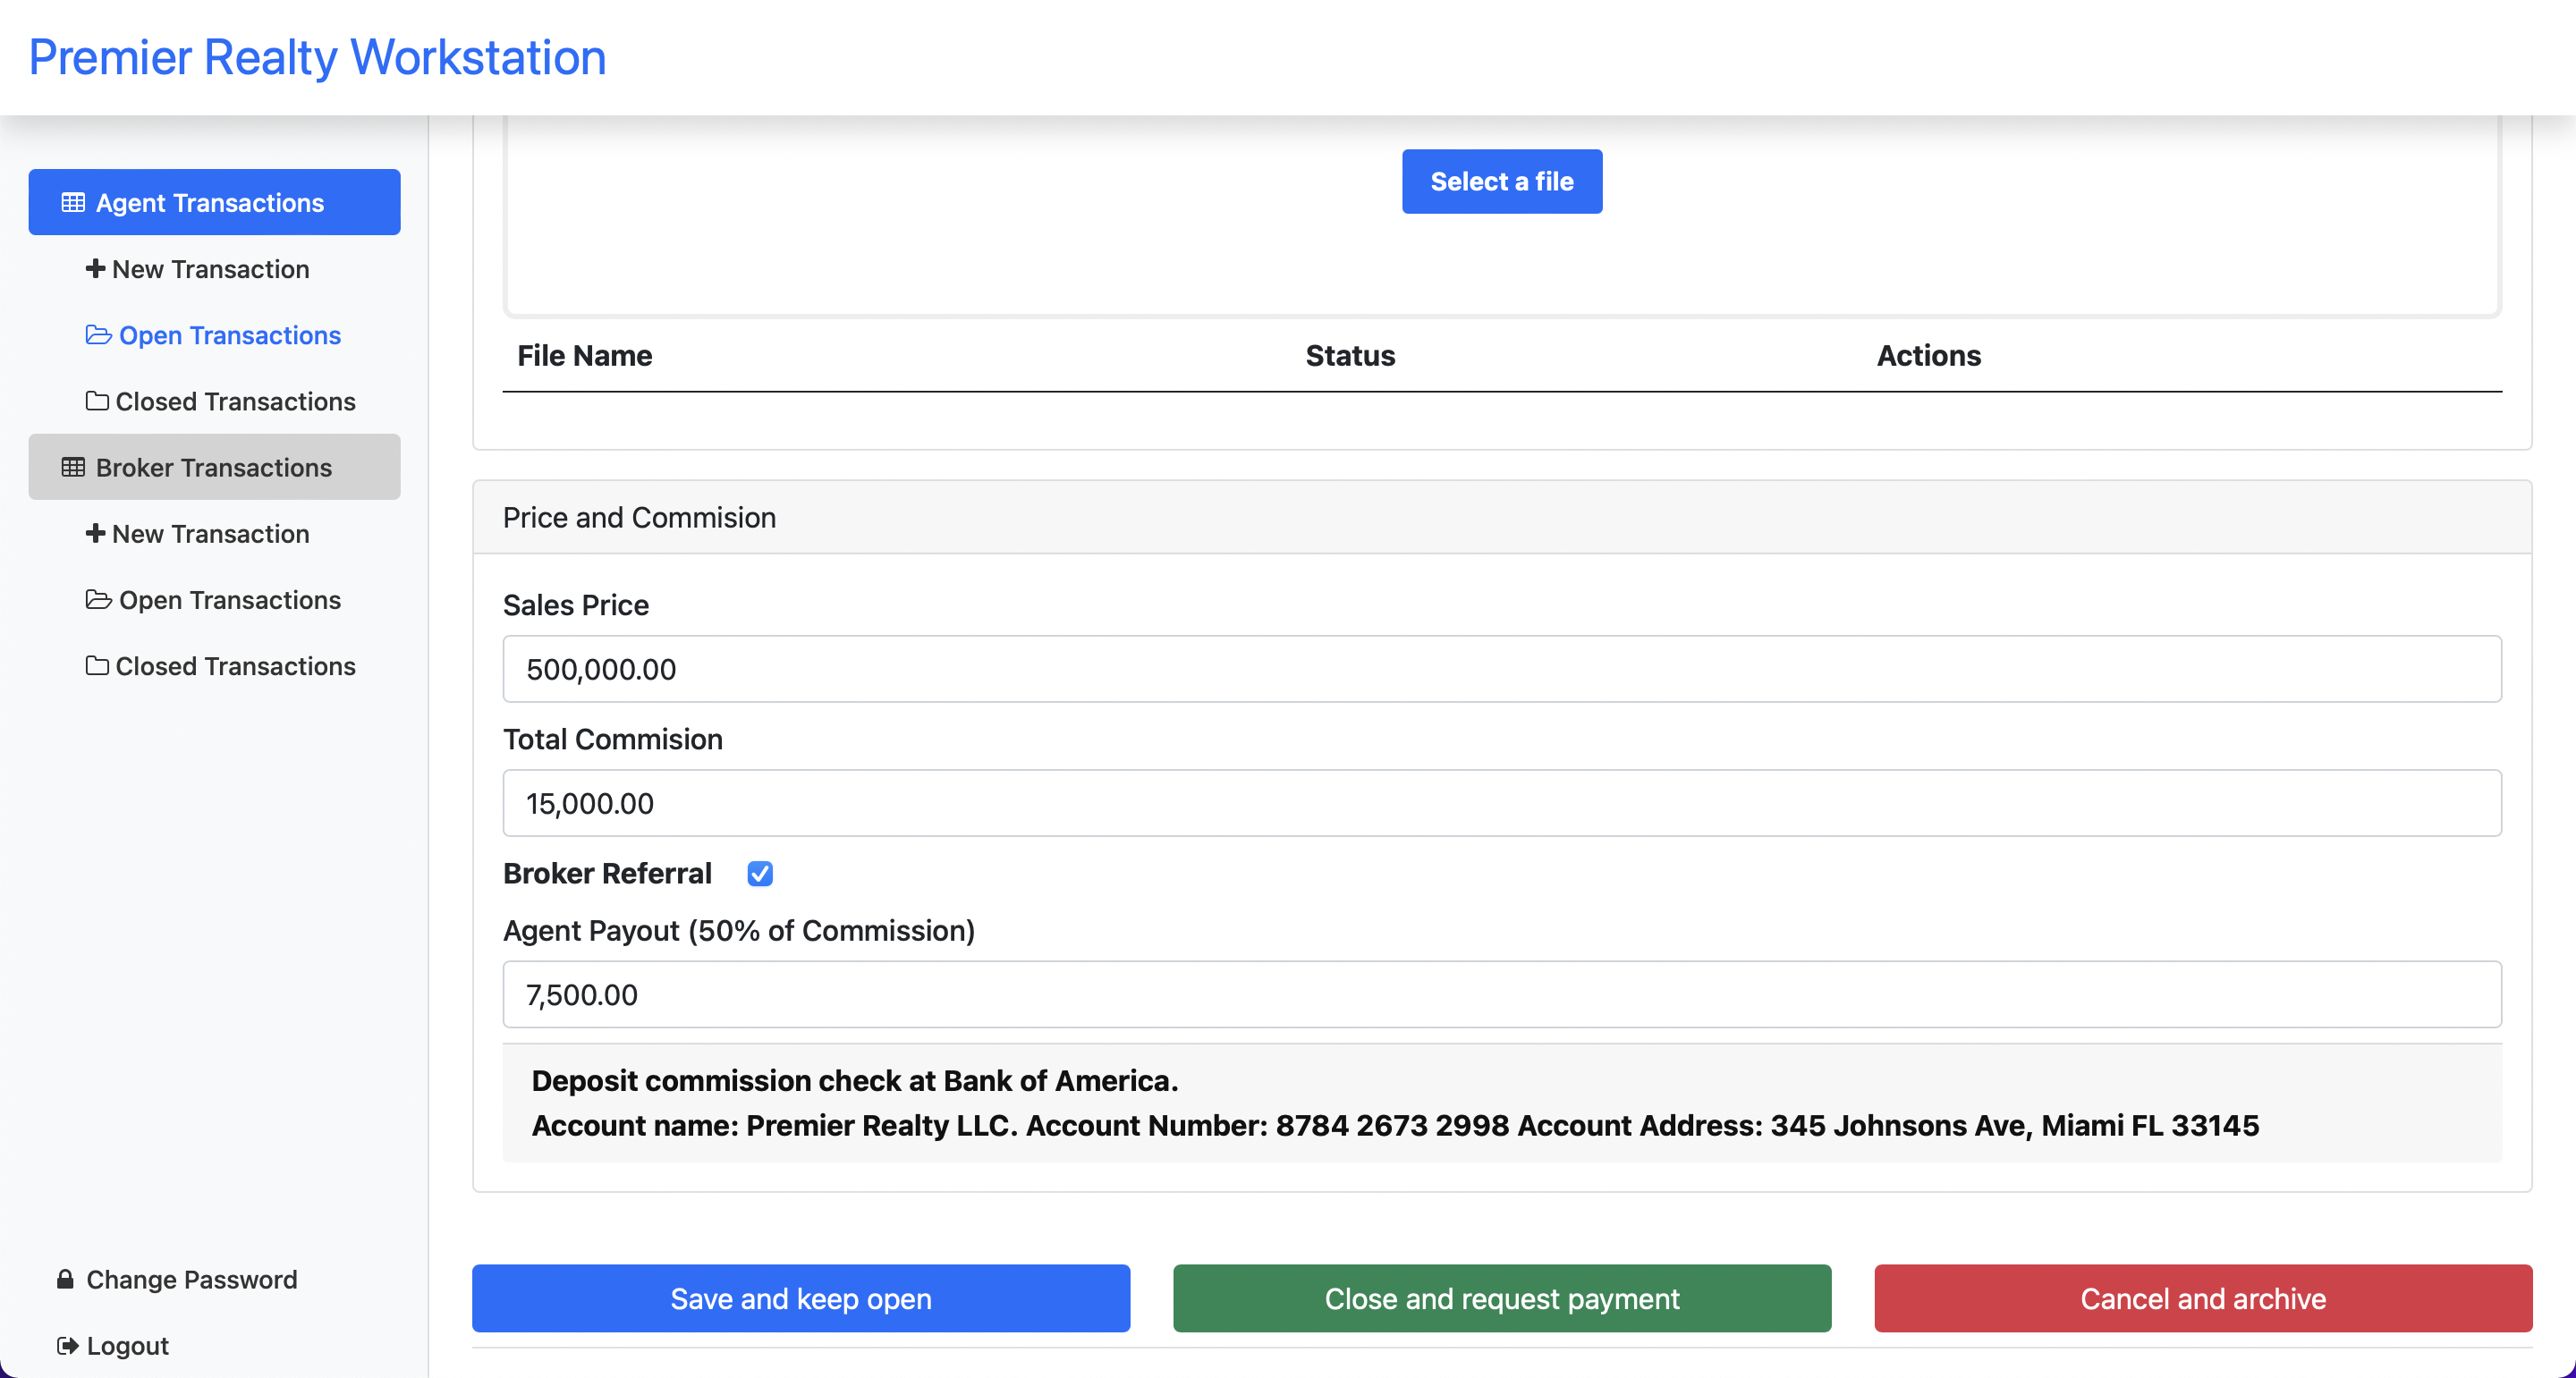 Premier Realty Workstation
Agent Transactions
New Transaction
Open Transactions
Closed Transactions
Broker Transactions
New Transaction
Open Transactions
Closed Transactions
Change Password
Logout
Select a file
File Name Status Actions
Price and Commision
Sales Price
500,000.00
Total Commision
15,000.00
Broker Referral
Agent Payout (50% of Commission)
7,500.00
Deposit commission check at Bank of America.
Account name: Premier Realty LLC. Account Number: 8784 2673 2998 Account Address: 345 Johnsons Ave, Miami FL 33145
Save and keep open Close and request payment Cancel and archive